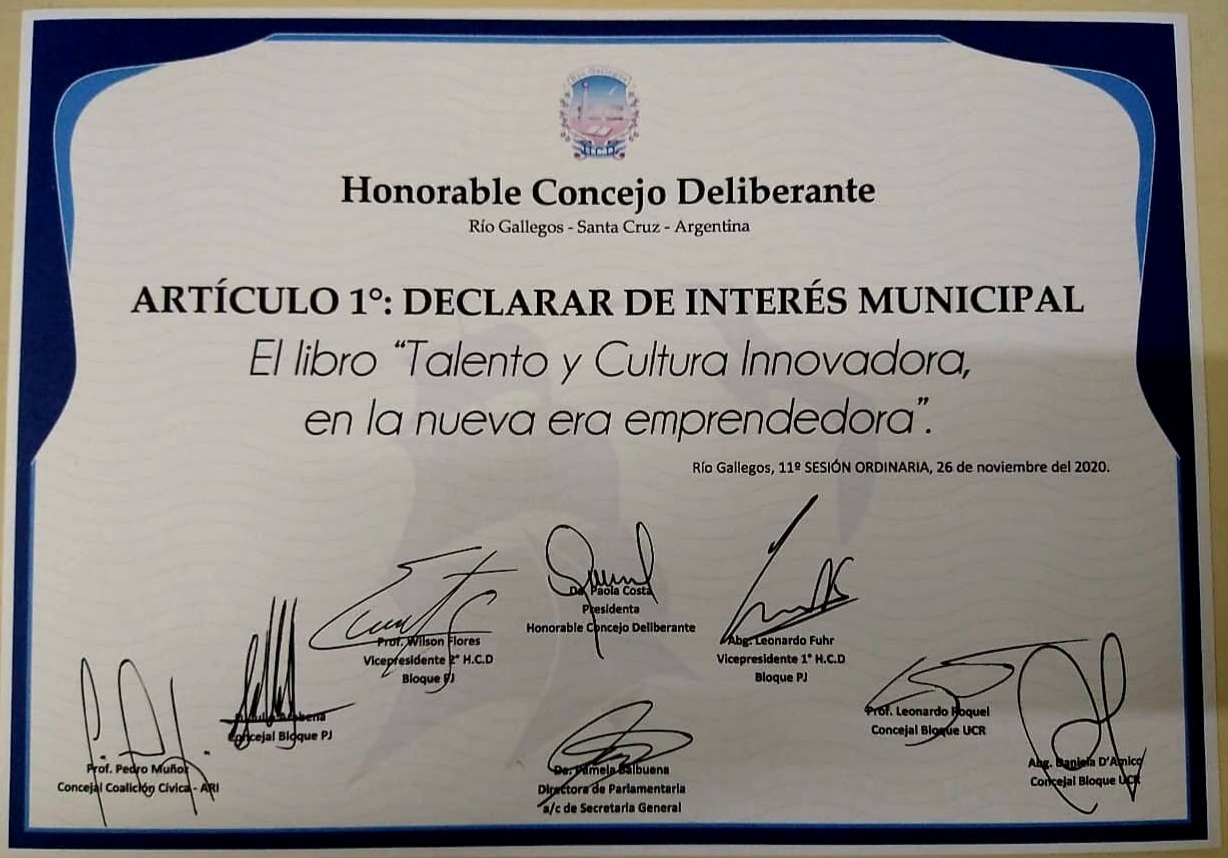 Río Gallegos
H.C.D.
Honorable Concejo Deliberante
Río Gallegos - Santa Cruz - Argentina
ARTÍCULO 1°: DECLARAR DE INTERÉS MUNICIPAL
El libro “Talento y Cultura Innovadora,
en la nueva era emprendedora”.
Río Gallegos, 11º SESIÓN ORDINARIA, 26 de noviembre del 2020.
Paola Costa
Presidenta
Honorable Concejo Deliberante
Prof. Wilson Flores
Vicepresidente 2° H.C.D
Bloque PJ
Abg. Leonardo Fuhr
Vicepresidente 1° H.C.D
Bloque PJ
Concejal Bloque PJ
Prof. Leonardo Roquel
Concejal Bloque UCR
Prof. Pedro Muñoz
Concejal Coalición Cívica - ARI
Pamela Balbuena
Directora de Parlamentaria
a/c de Secretaria General
Abg. Daniela D'Amico
Concejal Bloque UCR